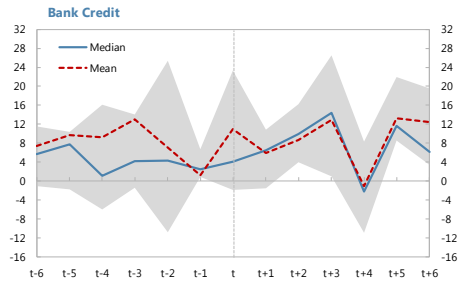 Bank Credit
32 32
28 Median 28
24 Mean 24
20 20
16 16
12 12
8 8
4 4
0 0
-4 -4
-8 -8
-12 -12
-16 -16
t-6 t-5 t-4 t-3 t-2 t-1 t t+1 t+2 t+3 t+4 t+5 t+6